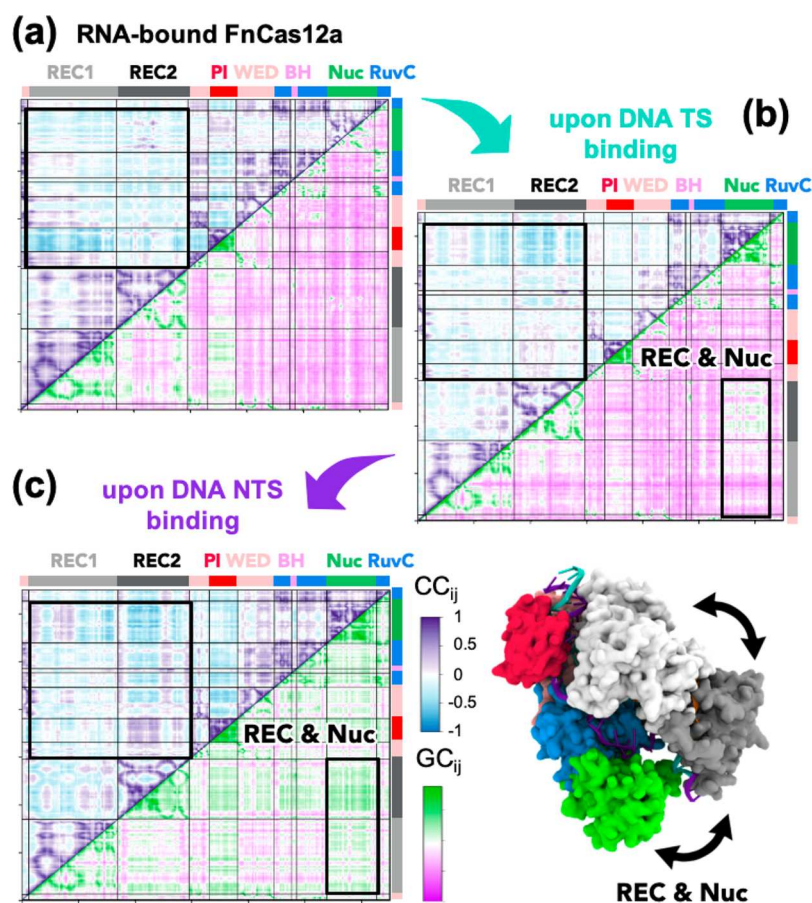 (a) RNA-bound FnCas12a
REC1 REC2 PI WED BH Nuc RuvC
upon DNA TS
binding
(b)
REC1 REC2 PI WED BH Nuc RuvC
REC & Nuc
(c)
upon DNA NTS
binding
REC1 REC2 PI WED BH Nuc RuvC
REC & Nuc
CCij
1
0.5
0
-0.5
-1
GCij
REC & Nuc